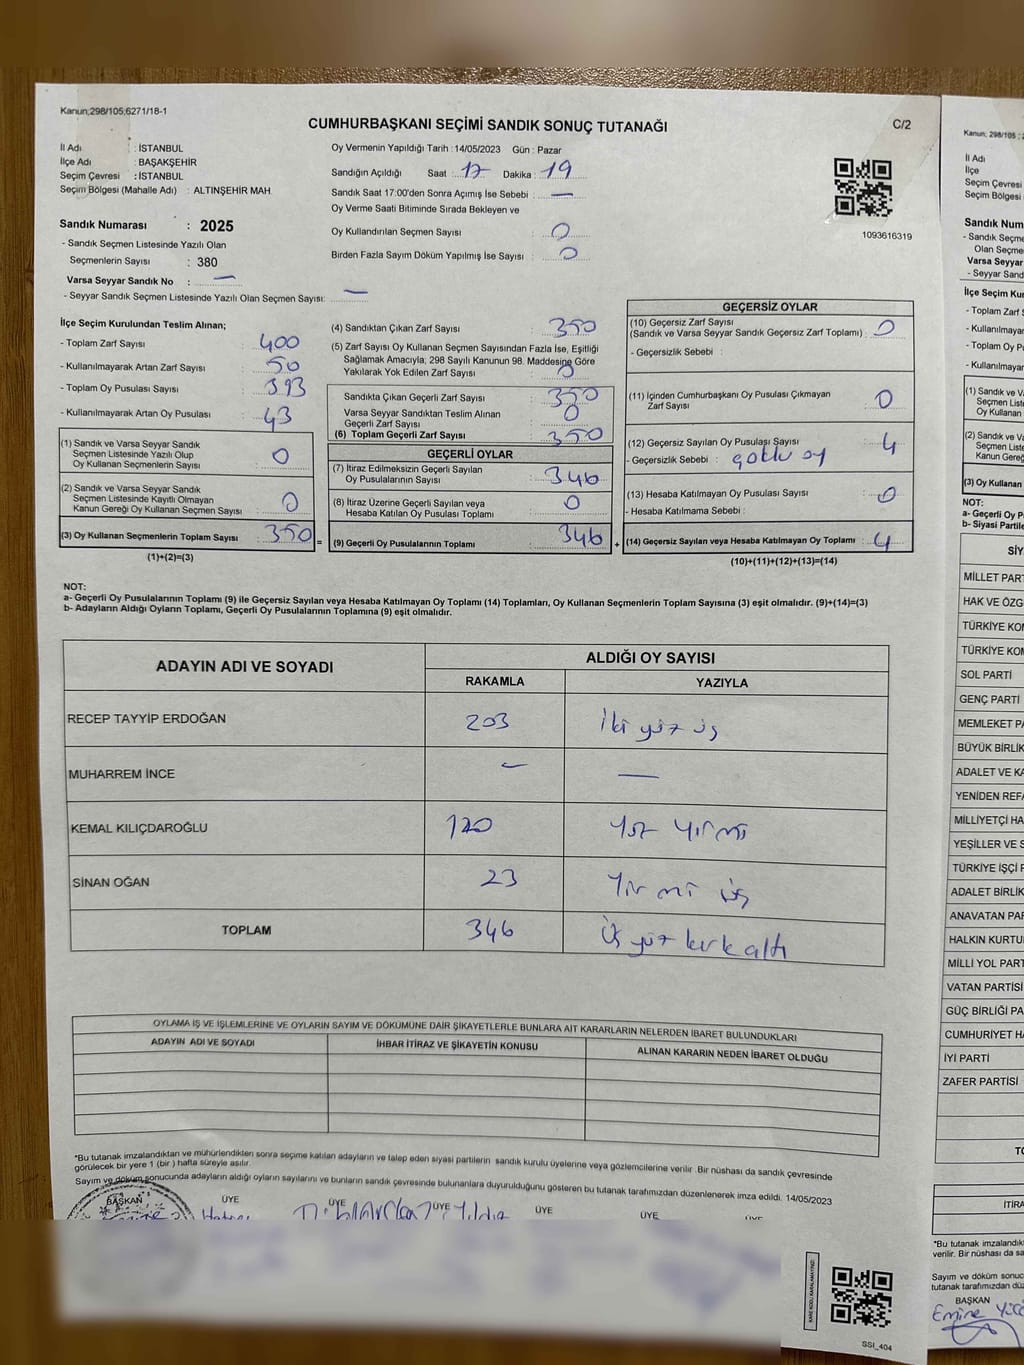 Kanun;298/105;6271/18-1
CUMHURBAŞKANI SEÇİMİ SANDIK SONUÇ TUTANAĞI
C/2
İl Adı : İSTANBUL
İlçe Adı : BAŞAKŞEHİR
Seçim Çevresi : İSTANBUL
Seçim Bölgesi (Mahalle Adı) : ALTINŞEHİR MAH.
Sandık Numarası : 2025
- Sandık Seçmen Listesinde Yazılı Olan
Seçmenlerin Sayısı : 380
Varsa Seyyar Sandık No : —
- Seyyar Sandık Seçmen Listesinde Yazılı Olan Seçmen Sayısı: —
Oy Vermenin Yapıldığı Tarih : 14/05/2023 Gün : Pazar
Sandığın Açıldığı Saat : 17 Dakika : 19
Sandık Saat 17:00'den Sonra Açımış İse Sebebi : —
Oy Verme Saati Bitiminde Sırada Bekleyen ve
Oy Kullandırılan Seçmen Sayısı : 0
Birden Fazla Sayım Döküm Yapılmış İse Sayısı : 0
1093616319
İlçe Seçim Kurulundan Teslim Alınan;
- Toplam Zarf Sayısı : 400
- Kullanılmayarak Artan Zarf Sayısı : 50
- Toplam Oy Pusulası Sayısı : 393
- Kullanılmayarak Artan Oy Pusulası : 43
(1) Sandık ve Varsa Seyyar Sandık
Seçmen Listesinde Yazılı Olup
Oy Kullanan Seçmenlerin Sayısı : 0
(2) Sandık ve Varsa Seyyar Sandık
Seçmen Listesinde Kayıtlı Olmayan
Kanun Gereği Oy Kullanan Seçmen Sayısı : 0
(3) Oy Kullanan Seçmenlerin Toplam Sayısı : 350
(1)+(2)=(3)
=
(4) Sandıktan Çıkan Zarf Sayısı : 350
(5) Zarf Sayısı Oy Kullanan Seçmen Sayısından Fazla İse, Eşitliği
Sağlamak Amacıyla; 298 Sayılı Kanunun 98. Maddesine Göre
Yakılarak Yok Edilen Zarf Sayısı : 0
Sandıkta Çıkan Geçerli Zarf Sayısı : 350
Varsa Seyyar Sandıktan Teslim Alınan
Geçerli Zarf Sayısı : 0
(6) Toplam Geçerli Zarf Sayısı : 350
GEÇERLİ OYLAR
(7) İtiraz Edilmeksizin Geçerli Sayılan
Oy Pusulalarının Sayısı : 346
(8) İtiraz Üzerine Geçerli Sayılan veya
Hesaba Katılan Oy Pusulası Toplamı : 0
(9) Geçerli Oy Pusulalarının Toplamı : 346
+
GEÇERSİZ OYLAR
(10) Geçersiz Zarf Sayısı
(Sandık ve Varsa Seyyar Sandık Geçersiz Zarf Toplamı) : 0
- Geçersizlik Sebebi :
(11) İçinden Cumhurbaşkanı Oy Pusulası Çıkmayan
Zarf Sayısı : 0
(12) Geçersiz Sayılan Oy Pusulası Sayısı : 4
- Geçersizlik Sebebi : çoklu oy
(13) Hesaba Katılmayan Oy Pusulası Sayısı : 0
- Hesaba Katılmama Sebebi :
(14) Geçersiz Sayılan veya Hesaba Katılmayan Oy Toplamı : 4
(10)+(11)+(12)+(13)=(14)
NOT:
a- Geçerli Oy Pusulalarının Toplamı (9) ile Geçersiz Sayılan veya Hesaba Katılmayan Oy Toplamı (14) Toplamları, Oy Kullanan Seçmenlerin Toplam Sayısına (3) eşit olmalıdır. (9)+(14)=(3)
b- Adayların Aldığı Oyların Toplamı, Geçerli Oy Pusulalarının Toplamına (9) eşit olmalıdır.
ADAYIN ADI VE SOYADI ALDIĞI OY SAYISI
RAKAMLA YAZIYLA
RECEP TAYYİP ERDOĞAN 203 İki yüz üç
MUHARREM İNCE — —
KEMAL KILIÇDAROĞLU 120 Yüz Yirmi
SİNAN OĞAN 23 Yirmi üç
TOPLAM 346 Üç yüz kırk altı
OYLAMA İŞ VE İŞLEMLERİNE VE OYLARIN SAYIM VE DÖKÜMÜNE DAİR ŞİKAYETLERLE BUNLARA AİT KARARLARIN NELERDEN İBARET BULUNDUKLARI
ADAYIN ADI VE SOYADI İHBAR İTİRAZ VE ŞİKAYETİN KONUSU ALINAN KARARIN NEDEN İBARET OLDUĞU
*Bu tutanak imzalandıktan ve mühürlendikten sonra seçime katılan adayların ve talep eden siyasi partilerin sandık kurulu üyelerine veya gözlemcilerine verilir .Bir nüshası da sandık çevresinde
görülecek bir yere 1 (bir ) hafta süreyle asılır.
Sayım ve döküm sonucunda adayların aldığı oyların sayılarını ve bunların sandık çevresinde bulunanlara duyurulduğunu gösteren bu tutanak tarafımızdan düzenlenerek imza edildi. 14/05/2023
BAŞKAN ÜYE ÜYE ÜYE ÜYE ÜYE ÜYE
Yıldız
SSI_404
Kanun; 298/105;
İl Adı
İlçe
Seçim Çevresi
Seçim Bölgesi
Sandık Num
- Sandık Seçme
Olan Seçme
Varsa Seyyar
- Seyyar Sandık
İlçe Seçim Ku
- Toplam Zarf S
- Kullanılmayara
- Toplam Oy Pu
- Kullanılmayara
(1) Sandık ve Va
Seçmen Liste
Oy Kullanan
(2) Sandık ve Va
Seçmen Liste
Kanun Gereğ
(3) Oy Kullanan
NOT:
a- Geçerli Oy P
b- Siyasi Partile
SİY
MİLLET PART
HAK VE ÖZG
TÜRKİYE KOM
TÜRKİYE KOM
SOL PARTİ
GENÇ PARTİ
MEMLEKET PA
BÜYÜK BİRLİK
ADALET VE KA
YENİDEN REFA
MİLLİYETÇİ HA
YEŞİLLER VE S
TÜRKİYE İŞÇİ P
ADALET BİRLİK
ANAVATAN PAR
HALKIN KURTU
MİLLİ YOL PART
VATAN PARTİSİ
GÜÇ BİRLİĞİ PA
CUMHURİYET HA
İYİ PARTİ
ZAFER PARTİSİ
TO
İTİRA
*Bu tutanak imzalandıkt
verilir. Bir nüshası da sa
Sayım ve döküm sonuc
tutanak tarafımızdan düz
BAŞKAN
Emine